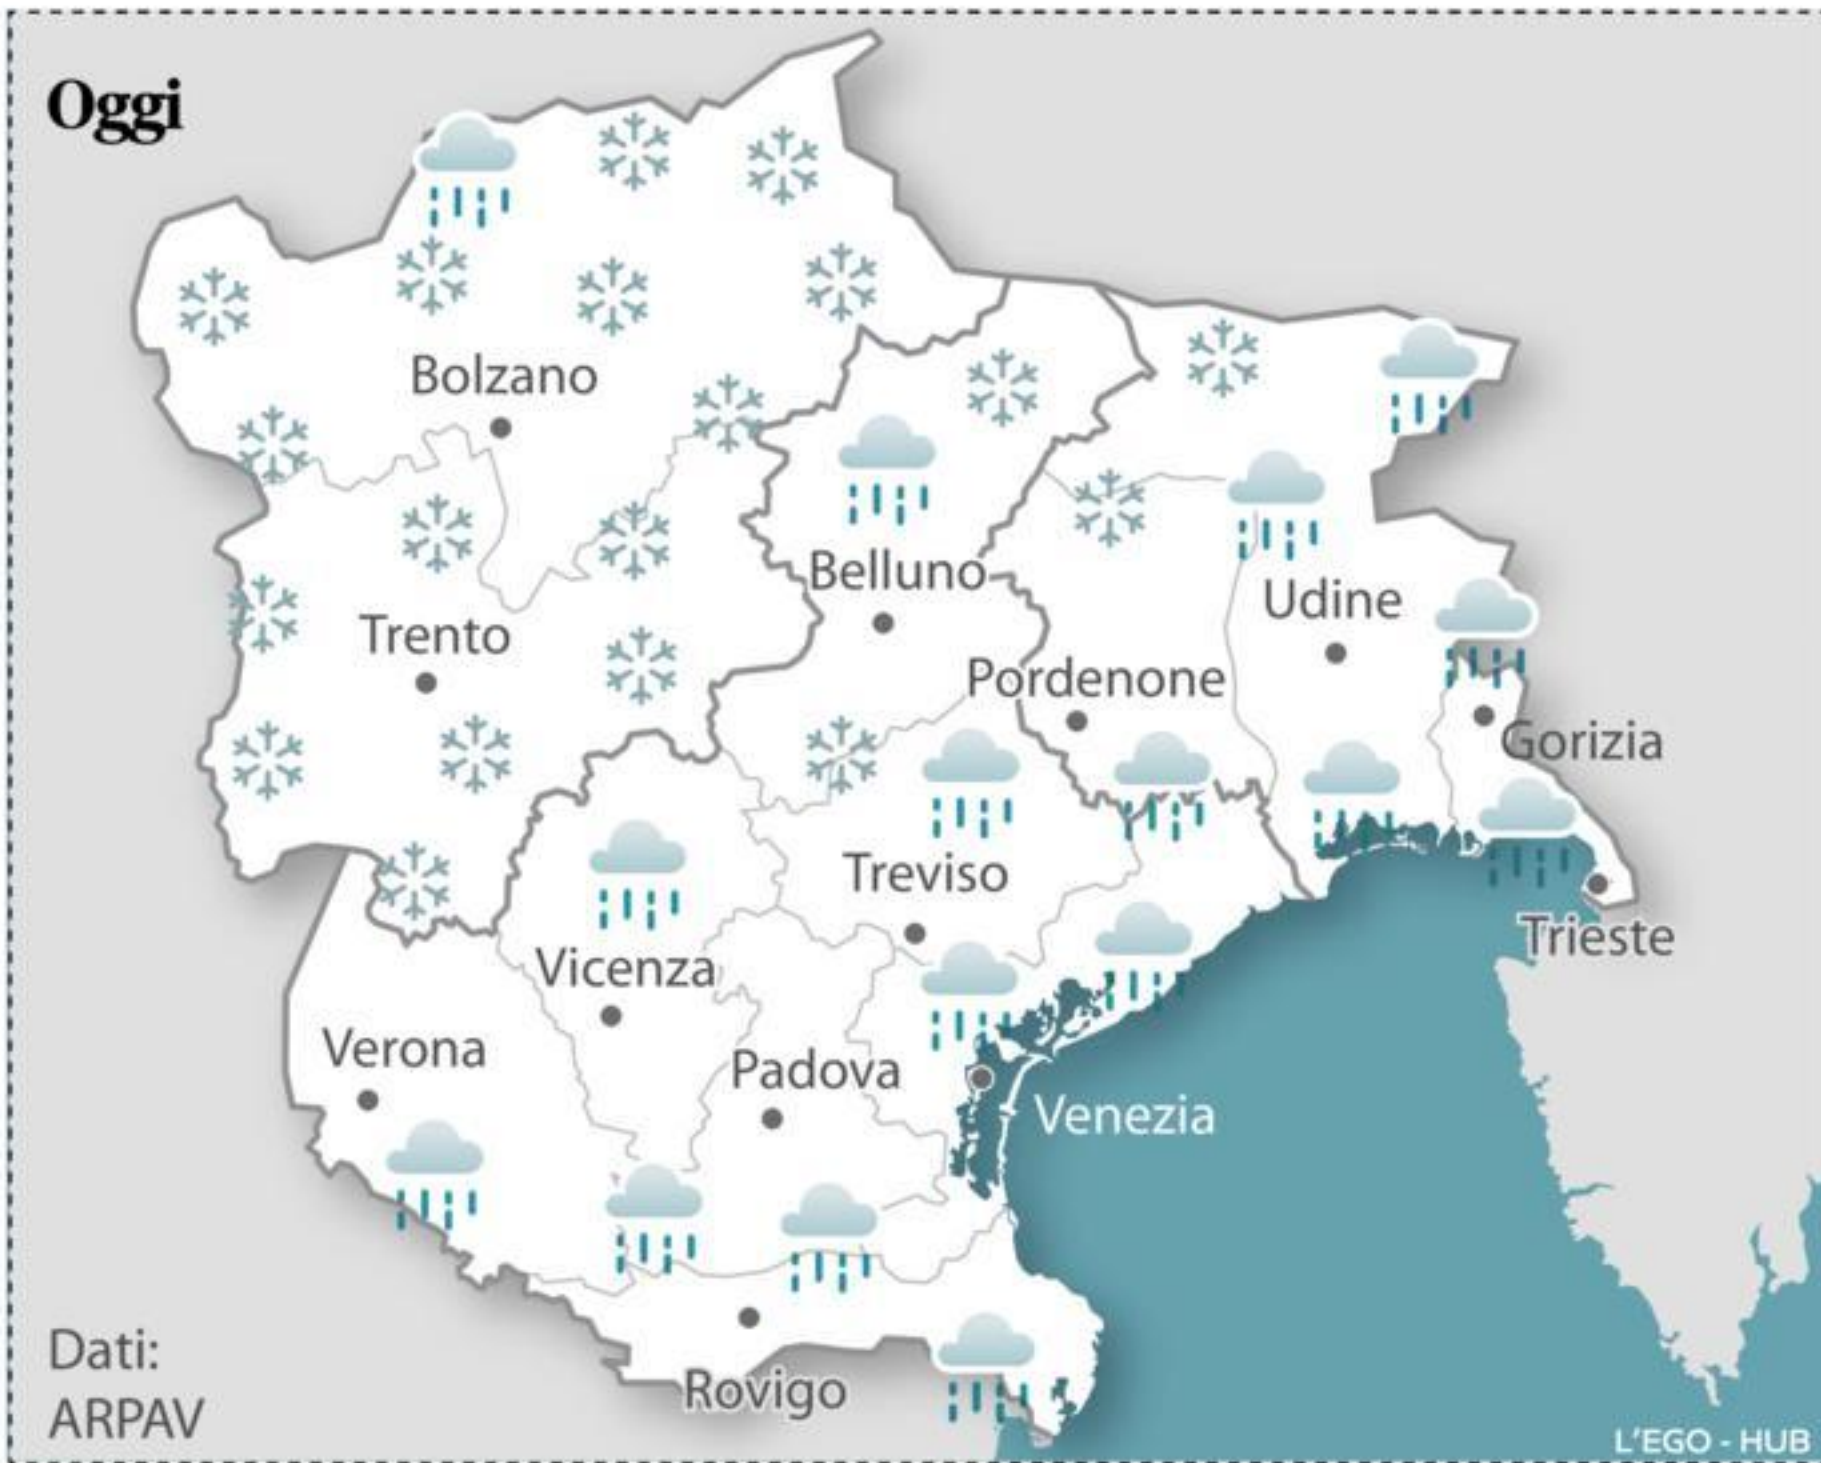 Oggi
Bolzano
Belluno
Udine
Trento
Pordenone
Gorizia
Treviso
Trieste
Vicenza
Verona
Padova
Venezia
Dati:
ARPAV
Rovigo
L'EGO - HUB